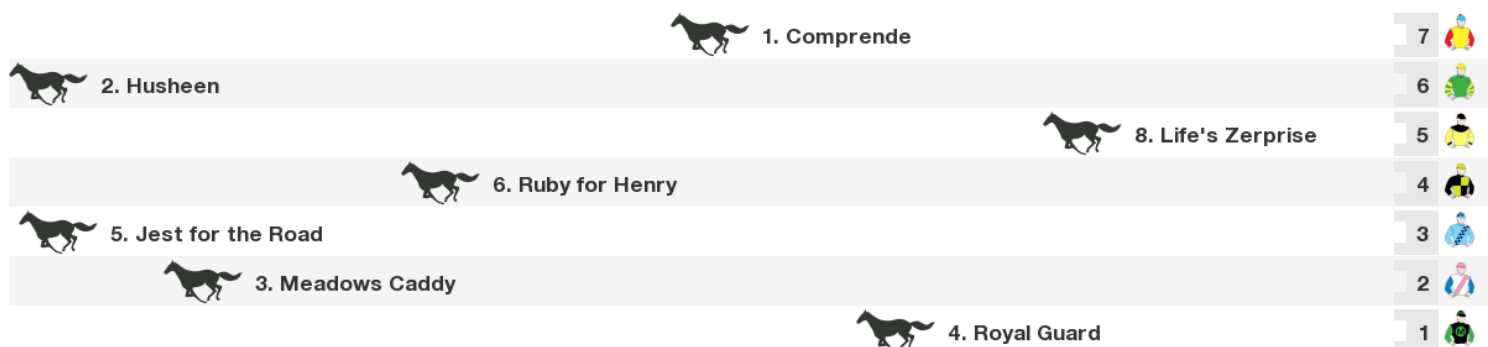 1. Comprende 7
2. Husheen 6
8. Life's Zerprise 5
6. Ruby for Henry 4
5. Jest for the Road 3
3. Meadows Caddy 2
4. Royal Guard 1
M